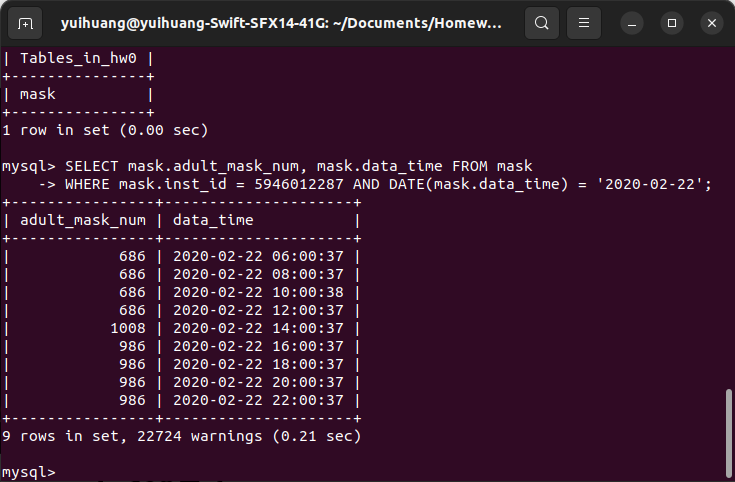 yuihuang@yuihuang-Swift-SFX14-41G: ~/Documents/Homew...
| Tables_in_hw0 |
+---------------+
| mask          |
+---------------+
1 row in set (0.00 sec)
mysql> SELECT mask.adult_mask_num, mask.data_time FROM mask
    -> WHERE mask.inst_id = 5946012287 AND DATE(mask.data_time) = '2020-02-22';
+----------------+---------------------+
| adult_mask_num | data_time           |
+----------------+---------------------+
|            686 | 2020-02-22 06:00:37 |
|            686 | 2020-02-22 08:00:37 |
|            686 | 2020-02-22 10:00:38 |
|            686 | 2020-02-22 12:00:37 |
|           1008 | 2020-02-22 14:00:37 |
|            986 | 2020-02-22 16:00:37 |
|            986 | 2020-02-22 18:00:37 |
|            986 | 2020-02-22 20:00:37 |
|            986 | 2020-02-22 22:00:37 |
+----------------+---------------------+
9 rows in set, 22724 warnings (0.21 sec)
mysql>